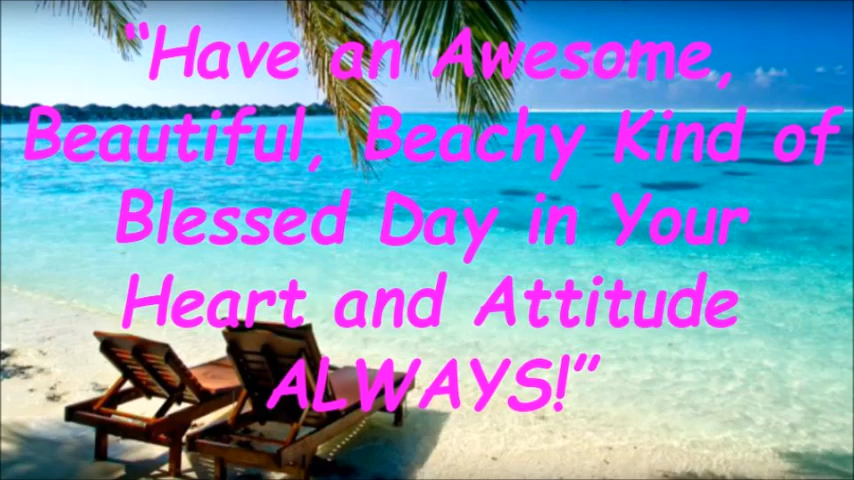 “Have an Awesome,
Beautiful, Beachy Kind of
Blessed Day in Your
Heart and Attitude
ALWAYS!”